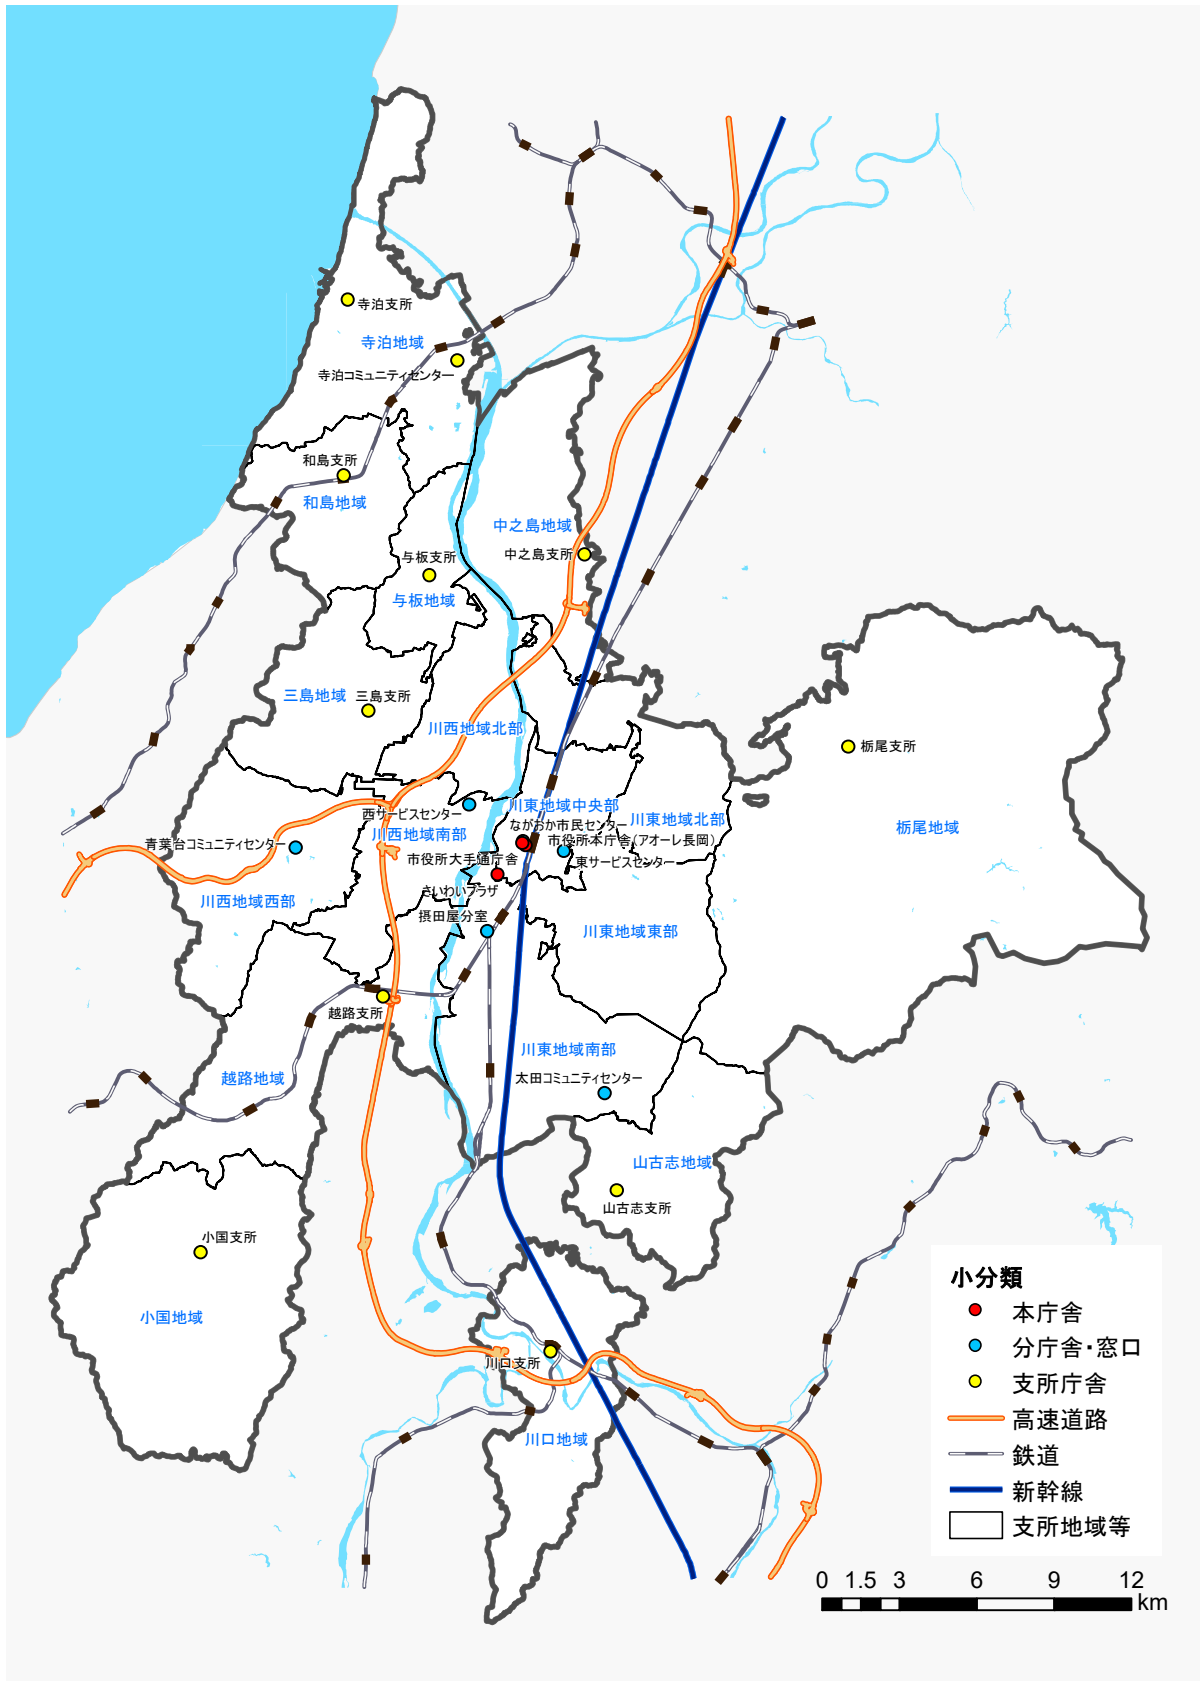 寺泊支所
寺泊地域
寺泊コミュニティセンター
和島支所
和島地域
中之島地域
中之島支所
与板支所
与板地域
三島地域
三島支所
川西地域北部
栃尾支所
西サービスセンター
川東地域中央部
川東地域北部
ながおか市民センター
栃尾地域
川西地域南部
市役所本庁舎(アオーレ長岡)
青葉台コミュニティセンター
市役所大手通庁舎
東サービスセンター
さいわいプラザ
川西地域西部
摂田屋分室
川東地域東部
越路支所
川東地域南部
越路地域
太田コミュニティセンター
山古志地域
山古志支所
小国支所
小国地域
川口支所
川口地域
小分類
本庁舎
分庁舎・窓口
支所庁舎
高速道路
鉄道
新幹線
支所地域等
0 1.5 3 6 9 12
km